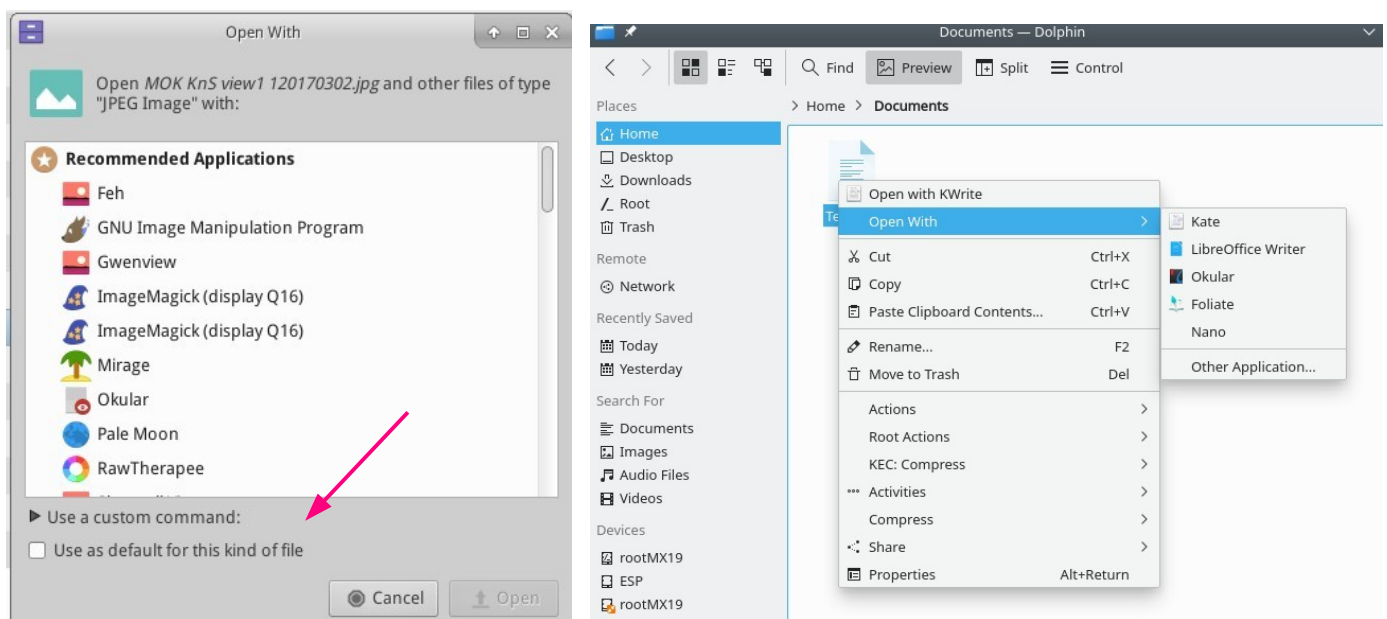 Open With
Open MOK KnS view1 120170302.jpg and other files of type
"JPEG Image" with:
Recommended Applications
Feh
GNU Image Manipulation Program
Gwenview
ImageMagick (display Q16)
ImageMagick (display Q16)
Mirage
Okular
Pale Moon
RawTherapee
Use a custom command:
Use as default for this kind of file
Cancel
Open
Documents — Dolphin
Find
Preview
Split
Control
Places
Home
Desktop
Downloads
Root
Trash
Remote
Network
Recently Saved
Today
Yesterday
Search For
Documents
Images
Audio Files
Videos
Devices
rootMX19
ESP
rootMX19
> Home > Documents
Te
Open with KWrite
Open With
Cut Ctrl+X
Copy Ctrl+C
Paste Clipboard Contents... Ctrl+V
Rename... F2
Move to Trash Del
Actions
Root Actions
KEC: Compress
Activities
Compress
Share
Properties Alt+Return
Kate
LibreOffice Writer
Okular
Foliate
Nano
Other Application...